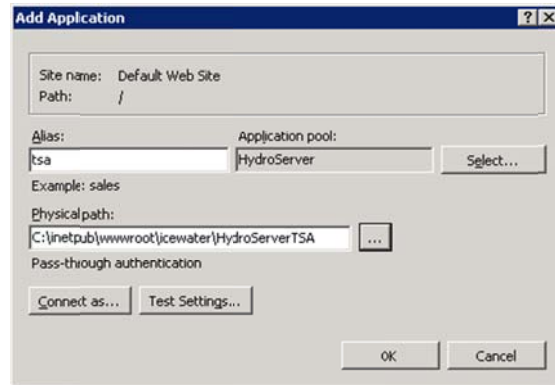 Add Application
Site name: Default Web Site
Path: /
Alias: Application pool:
tsa HydroServer Select...
Example: sales
Physical path:
C:\inetpub\wwwroot\icewater\HydroServerTSA ...
Pass-through authentication
Connect as... Test Settings...
OK Cancel